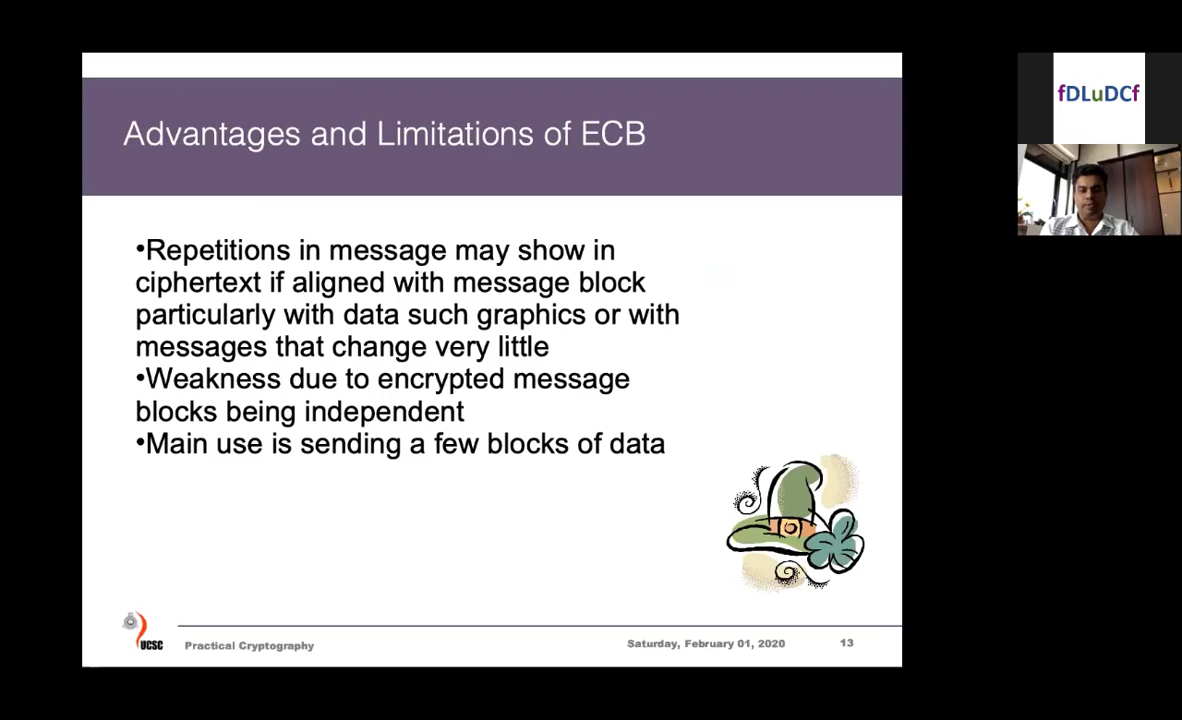 Advantages and Limitations of ECB
fDLuDCf
•Repetitions in message may show in
ciphertext if aligned with message block
particularly with data such graphics or with
messages that change very little
•Weakness due to encrypted message
blocks being independent
•Main use is sending a few blocks of data
UCSC
Practical Cryptography
Saturday, February 01, 2020
13